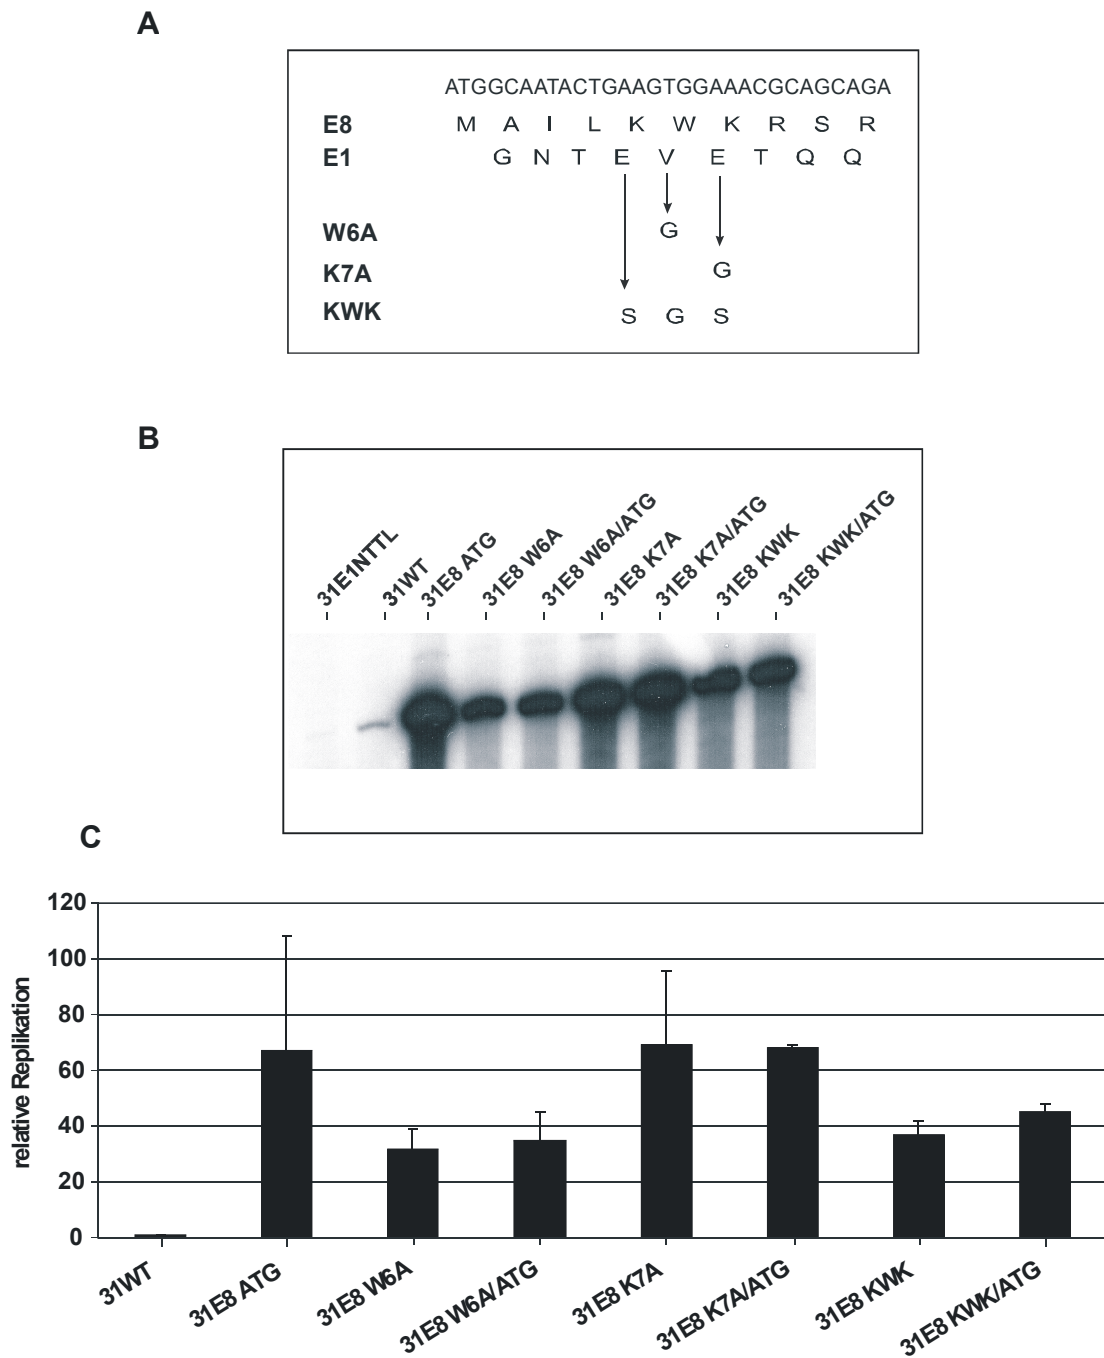 A
ATGGCAATACTGAAGTGGAAACGCAGCAGA
E8 M A I L K W K R S R
E1 G N T E V E T Q Q
W6A G
K7A G
KWK S G S
B
31E1NTTL
31WT
31E8 ATG
31E8 W6A
31E8 W6A/ATG
31E8 K7A
31E8 K7A/ATG
31E8 KWK
31E8 KWK/ATG
C
relative Replikation
120
100
80
60
40
20
0
31WT
31E8 ATG
31E8 W6A
31E8 W6A/ATG
31E8 K7A
31E8 K7A/ATG
31E8 KWK
31E8 KWK/ATG